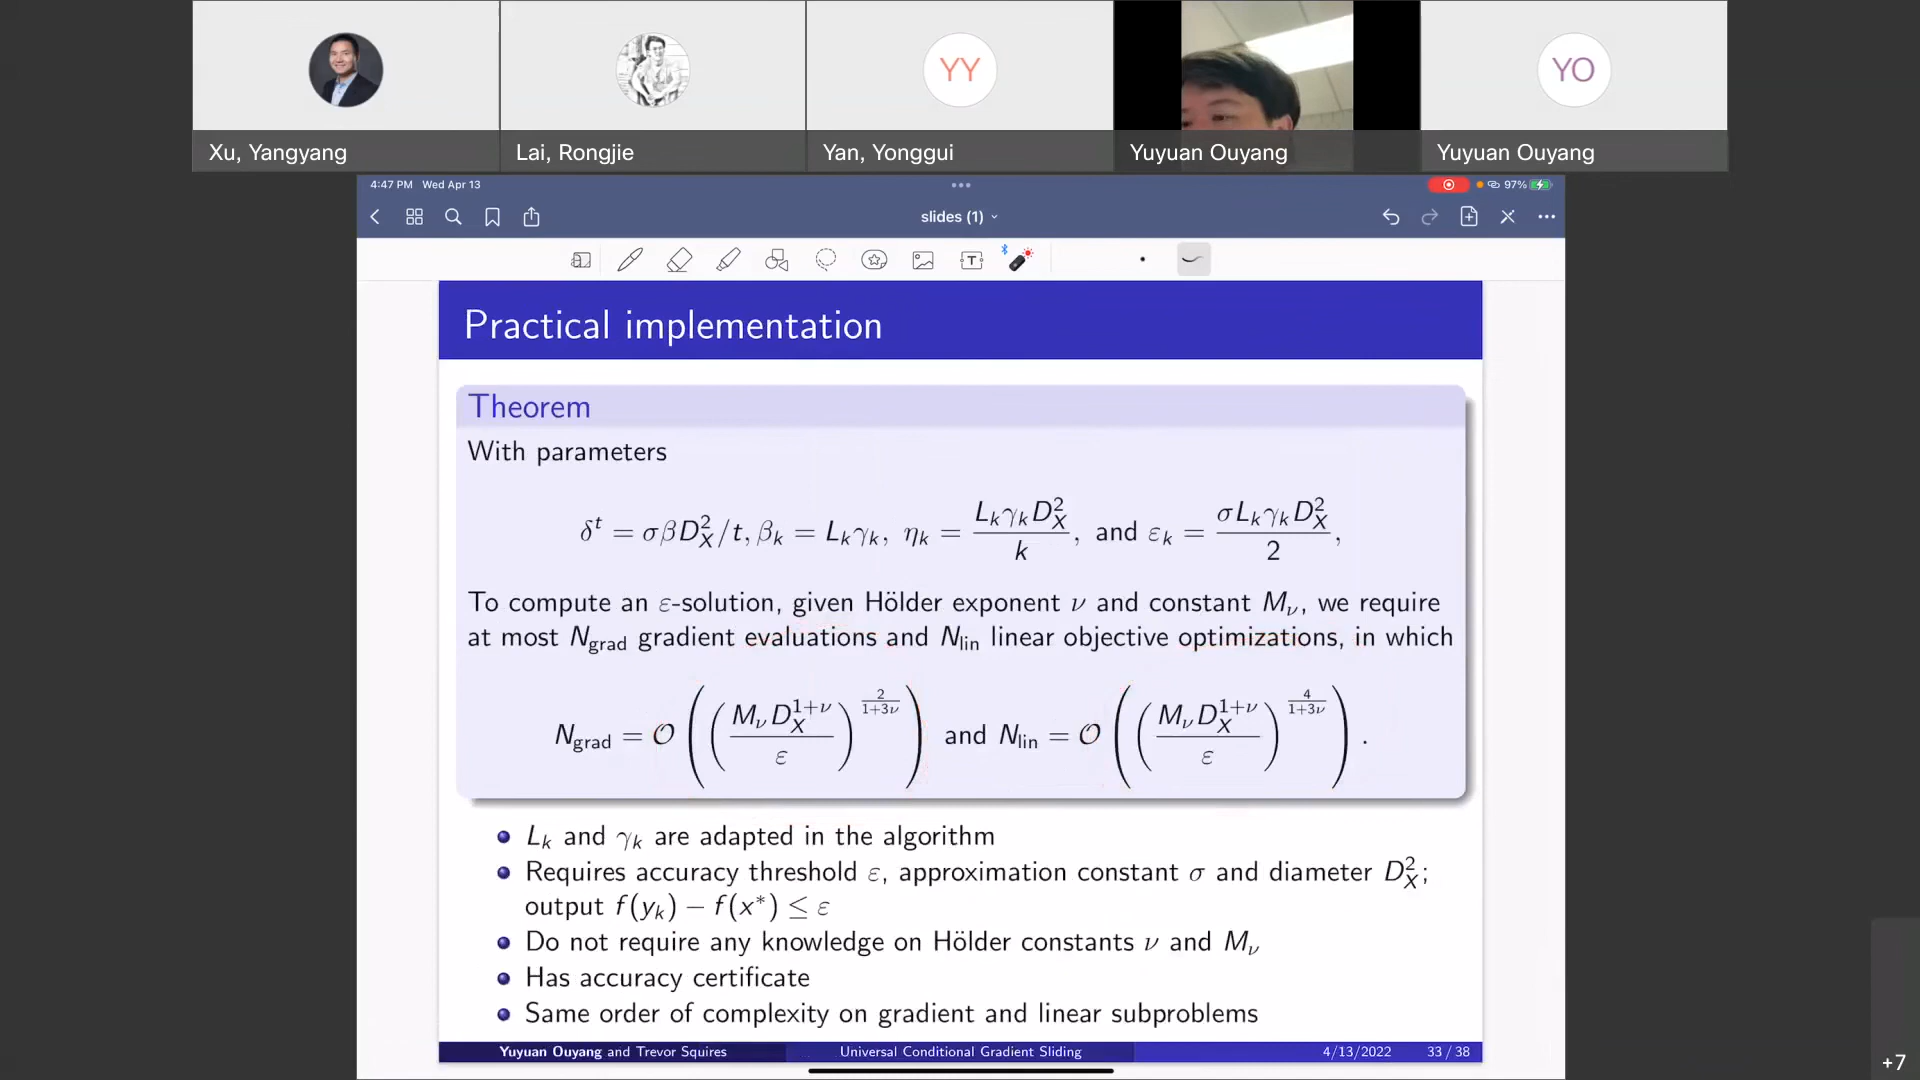 YY
YO
Xu, Yangyang
Lai, Rongjie
Yan, Yonggui
Yuyuan Ouyang
Yuyuan Ouyang
4:47 PM Wed Apr 13
97%
slides (1)
T
Practical implementation
Theorem
With parameters
δ^t = σβD_X^2/t, β_k = L_kγ_k, η_k = \frac{L_kγ_kD_X^2}{k}, and ε_k = \frac{σL_kγ_kD_X^2}{2},
To compute an ε-solution, given Hölder exponent ν and constant M_ν, we require
at most N_grad gradient evaluations and N_lin linear objective optimizations, in which
N_grad = 𝒪((\frac{M_νD_X^{1+ν}}{ε})^{\frac{2}{1+3ν}}) and N_lin = 𝒪((\frac{M_νD_X^{1+ν}}{ε})^{\frac{4}{1+3ν}}).
L_k and γ_k are adapted in the algorithm
Requires accuracy threshold ε, approximation constant σ and diameter D_X^2;
output f(y_k) − f(x^*) ≤ ε
Do not require any knowledge on Hölder constants ν and M_ν
Has accuracy certificate
Same order of complexity on gradient and linear subproblems
Yuyuan Ouyang and Trevor Squires
Universal Conditional Gradient Sliding
4/13/2022
33 / 38
+7